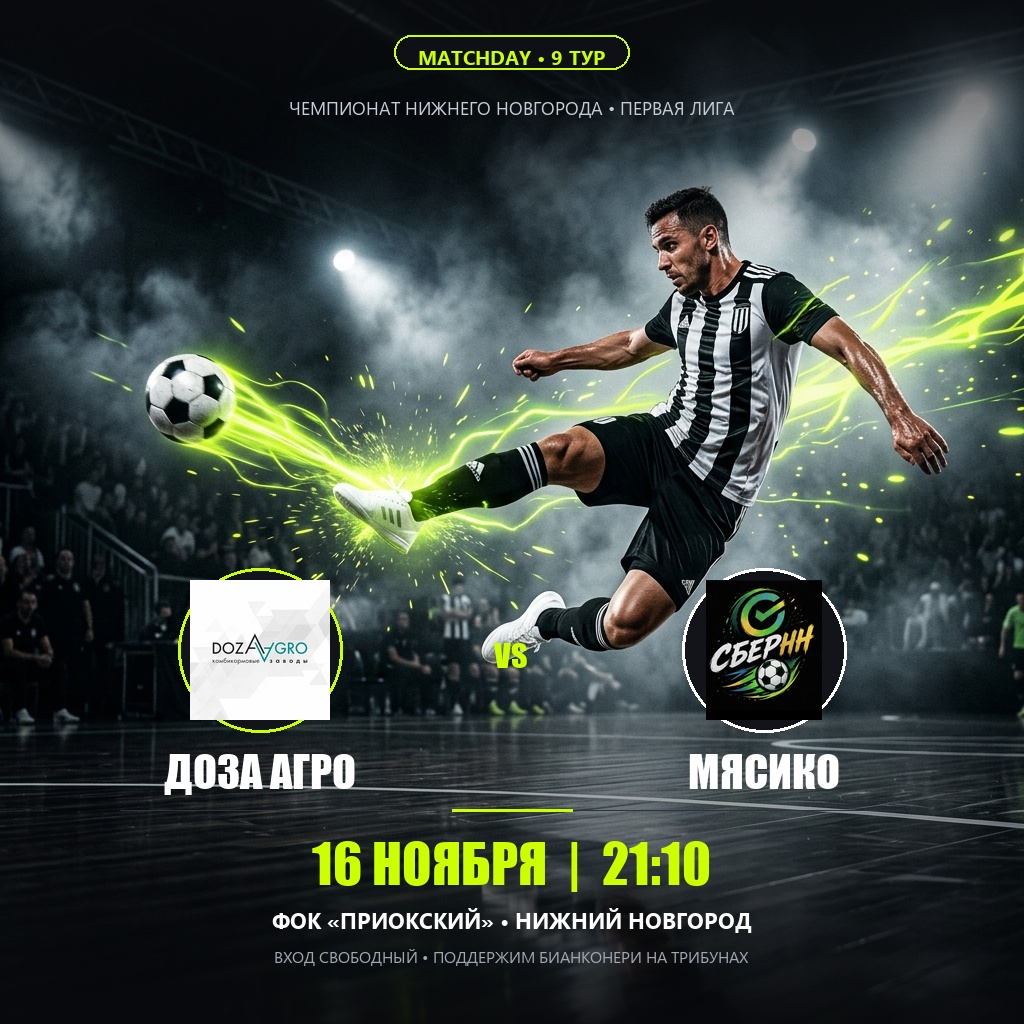 MATCHDAY • 9 ТУР
ЧЕМПИОНАТ НИЖНЕГО НОВГОРОДА • ПЕРВАЯ ЛИГА
VS
DOZAAGRO
комбикормовые заводы
СБЕРНН
ДОЗА АГРО
МЯСИКО
16 НОЯБРЯ | 21:10
ФОК «ПРИОКСКИЙ» • НИЖНИЙ НОВГОРОД
ВХОД СВОБОДНЫЙ • ПОДДЕРЖИМ БИАНКОНЕРИ НА ТРИБУНАХ